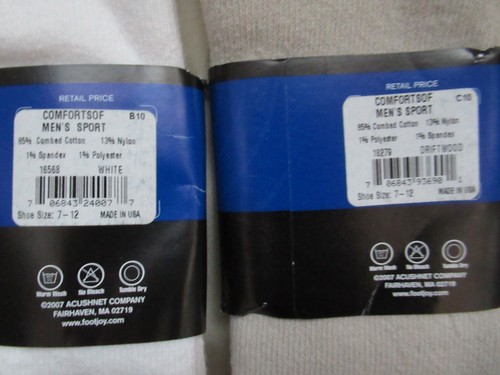 RETAIL PRICE
COMFORTSOF B10
MEN'S SPORT
85% Combed Cotton 13% Nylon
1% Spandex 1% Polyester
16568 WHITE
7 06843 24007 7
Shoe Size: 7-12 MADE IN USA
Warm Wash No Bleach Tumble Dry
©2007 ACUSHNET COMPANY
FAIRHAVEN, MA 02719
www.footjoy.com
RETAIL PRICE
COMFORTSOF C10
MEN'S SPORT
85% Combed Cotton 13% Nylon
1% Polyester 1% Spandex
18279 DRIFTWOOD
7 06843 93690 1
Shoe Size: 7-12 MADE IN USA
Warm Wash No Bleach Tumble Dry
©2007 ACUSHNET COMPANY
FAIRHAVEN, MA 02719
www.footjoy.com